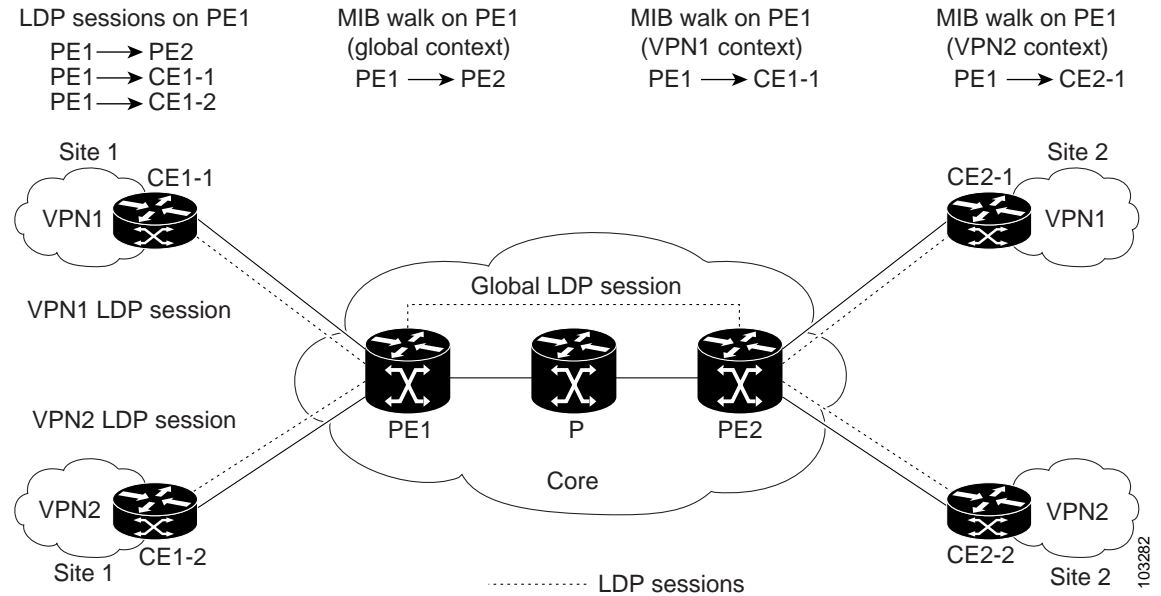 LDP sessions on PE1
PE1 → PE2
PE1 → CE1-1
PE1 → CE1-2
MIB walk on PE1
(global context)
PE1 → PE2
MIB walk on PE1
(VPN1 context)
PE1 → CE1-1
MIB walk on PE1
(VPN2 context)
PE1 → CE2-1
Site 1
CE1-1
VPN1
Site 2
CE2-1
VPN1
Global LDP session
VPN1 LDP session
VPN2 LDP session
PE1
P
PE2
Core
VPN2
CE1-2
Site 1
VPN2
CE2-2
Site 2
LDP sessions
103282